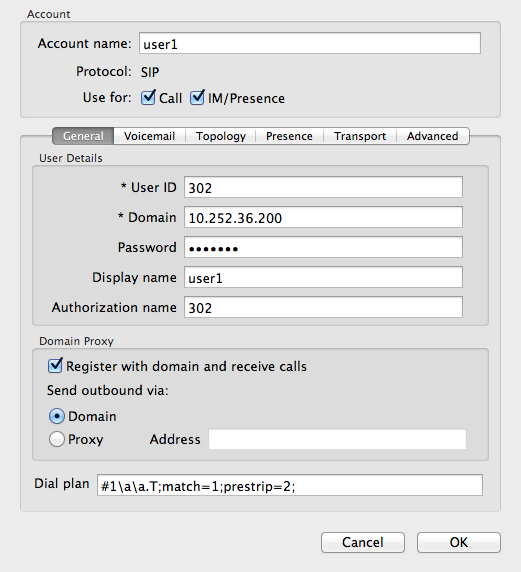 Account
Account name: user1
Protocol: SIP
Use for: Call IM/Presence
General Voicemail Topology Presence Transport Advanced
User Details
* User ID 302
* Domain 10.252.36.200
Password •••••••
Display name user1
Authorization name 302
Domain Proxy
Register with domain and receive calls
Send outbound via:
Domain
Proxy Address
Dial plan #1\a\a.T;match=1;prestrip=2;
Cancel OK